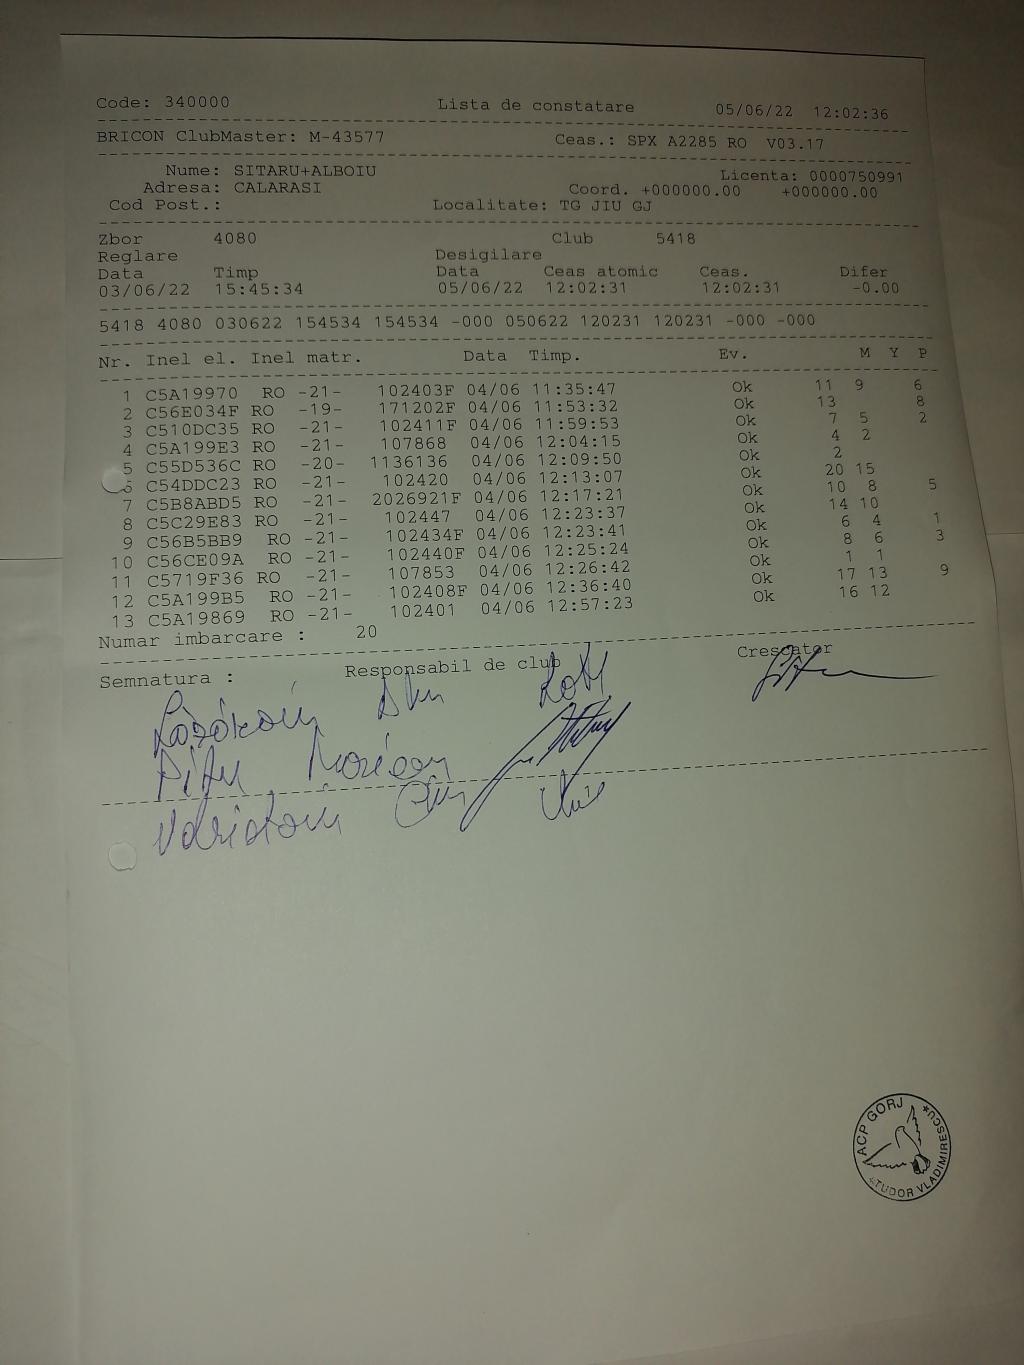 Code: 340000 Lista de constatare 05/06/22 12:02:36
BRICON ClubMaster: M-43577 Ceas.: SPX A2285 RO V03.17
Nume: SITARU+ALBOIU Licenta: 0000750991
Adresa: CALARASI Coord. +000000.00 +000000.00
Cod Post.: Localitate: TG JIU GJ
Zbor 4080 Club 5418
Reglare Desigilare
Data Timp Data Ceas atomic Ceas. Difer
03/06/22 15:45:34 05/06/22 12:02:31 12:02:31 -0.00
5418 4080 030622 154534 154534 -000 050622 120231 120231 -000 -000
Nr. Inel el. Inel matr. Data Timp. Ev. M Y P
1 C5A19970 RO -21- 102403F 04/06 11:35:47 Ok 11 9 6
2 C56E034F RO -19- 171202F 04/06 11:53:32 Ok 13 8
3 C510DC35 RO -21- 102411F 04/06 11:59:53 Ok 7 5 2
4 C5A199E3 RO -21- 107868 04/06 12:04:15 Ok 4 2
5 C55D536C RO -20- 1136136 04/06 12:09:50 Ok 2
6 C54DDC23 RO -21- 102420 04/06 12:13:07 Ok 20 15
7 C5B8ABD5 RO -21- 2026921F 04/06 12:17:21 Ok 10 8 5
8 C5C29E83 RO -21- 102447 04/06 12:23:37 Ok 14 10
9 C56B5BB9 RO -21- 102434F 04/06 12:23:41 Ok 6 4 1
10 C56CE09A RO -21- 102440F 04/06 12:25:24 Ok 8 6 3
11 C5719F36 RO -21- 107853 04/06 12:26:42 Ok 1 1
12 C5A199B5 RO -21- 102408F 04/06 12:36:40 Ok 17 13 9
13 C5A19869 RO -21- 102401 04/06 12:57:23 Ok 16 12
Numar imbarcare : 20
Semnatura : Responsabil de club Crescator
ACP GORJ
*TUDOR VLADIMIRESCU*